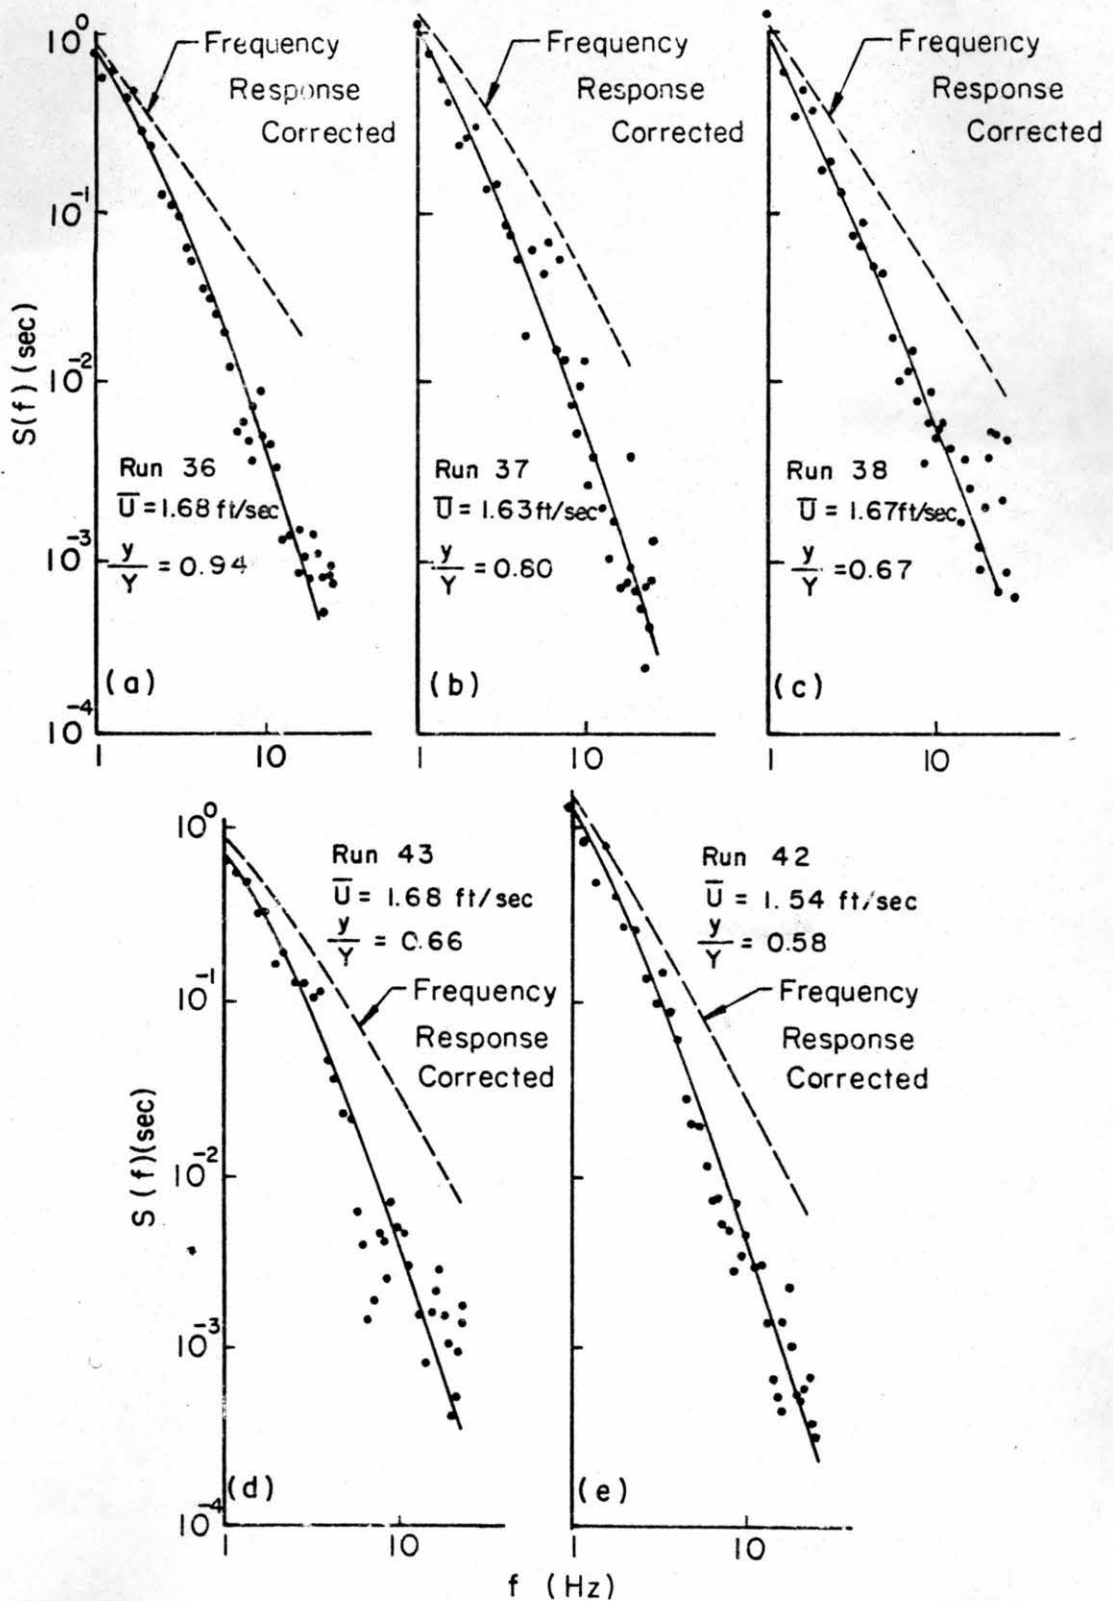 Frequency
Response
Corrected
Frequency
Response
Corrected
Frequency
Response
Corrected
10⁰
10⁻¹
10⁻²
10⁻³
10⁻⁴
S(f) (sec)
Run 36
U̅ = 1.68 ft/sec
y/Y = 0.94
(a)
1
10
Run 37
U̅ = 1.63 ft/sec
y/Y = 0.80
(b)
1
10
Run 38
U̅ = 1.67 ft/sec
y/Y = 0.67
(c)
1
10
10⁰
10⁻¹
10⁻²
10⁻³
10⁻⁴
S(f) (sec)
Run 43
U̅ = 1.68 ft/sec
y/Y = 0.66
Frequency
Response
Corrected
(d)
1
10
Run 42
U̅ = 1.54 ft/sec
y/Y = 0.58
Frequency
Response
Corrected
(e)
1
10
f (Hz)